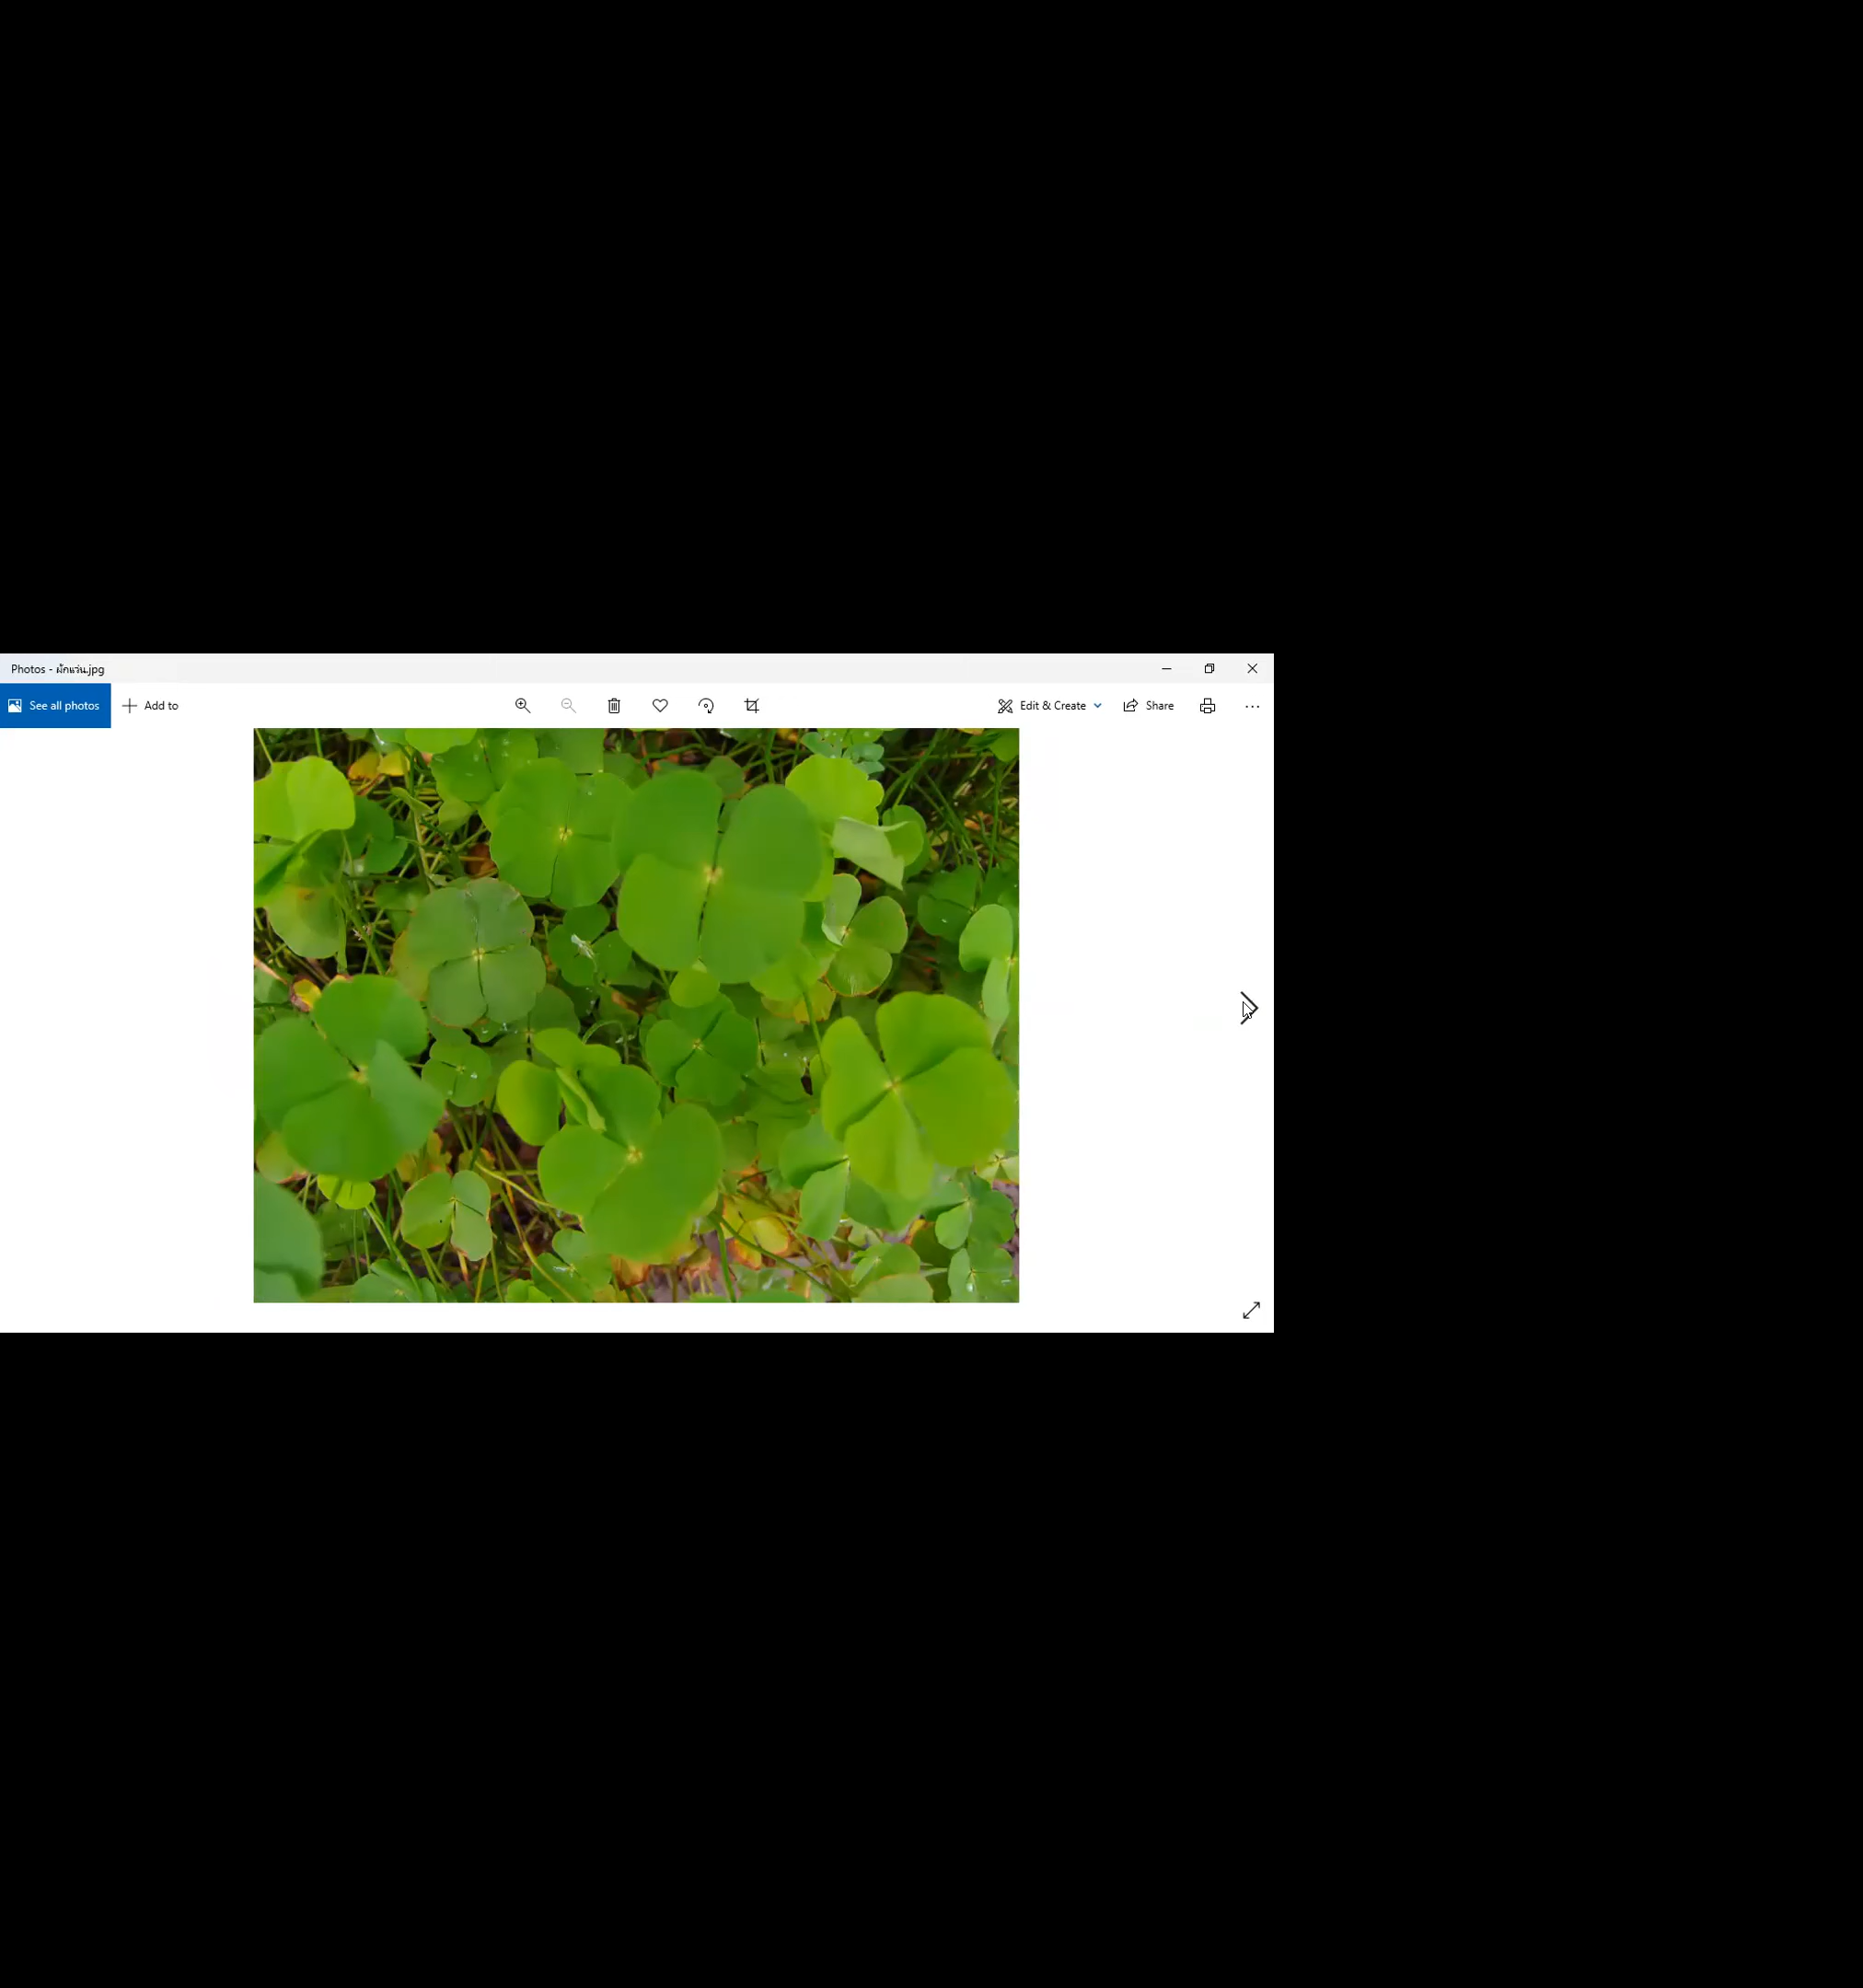 Photos - ผักแว่น.jpg
See all photos
Add to
Edit & Create
Share